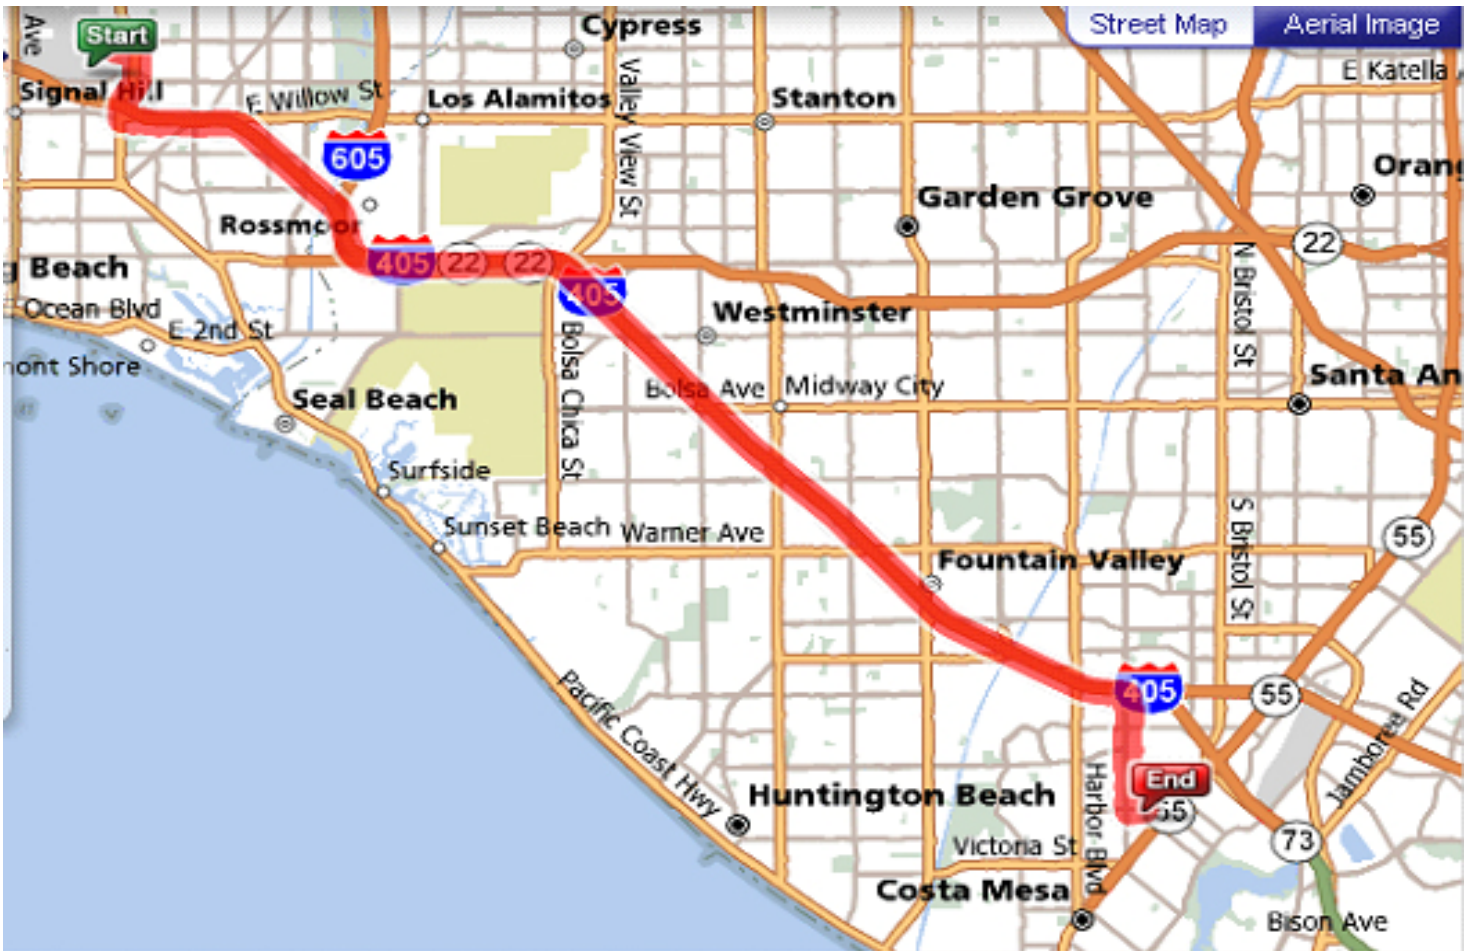 Street Map
Aerial Image
Ave
Start
Cypress
E Katella
Signal Hill
E Willow St
Los Alamitos
Valley View St
Stanton
605
Orang
Garden Grove
Rossmoor
405
22
22
22
g Beach
405
N Bristol St
Ocean Blvd
E 2nd St
Westminster
mont Shore
Bolsa Chica St
Bolsa Ave
Midway City
Santa An
Seal Beach
Surfside
Sunset Beach
Warner Ave
S Bristol St
55
Fountain Valley
Pacific Coast Hwy
405
55
Jamboree Rd
Huntington Beach
Harbor Blvd
End
55
Victoria St
73
Costa Mesa
Bison Ave